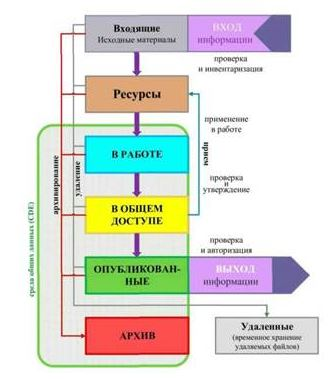 Входящие
Исходные материалы
ВХОД
информации
проверка
и инвентаризация
Ресурсы
применение
в работе
прием
архивирование
удаление
В РАБОТЕ
проверка
и
утверждение
В ОБЩЕМ
ДОСТУПЕ
среда общих данных (CDE)
проверка
и авторизация
ОПУБЛИКОВАН-
НЫЕ
ВЫХОД
информации
АРХИВ
Удаленные
(временное хранение
удаляемых файлов)